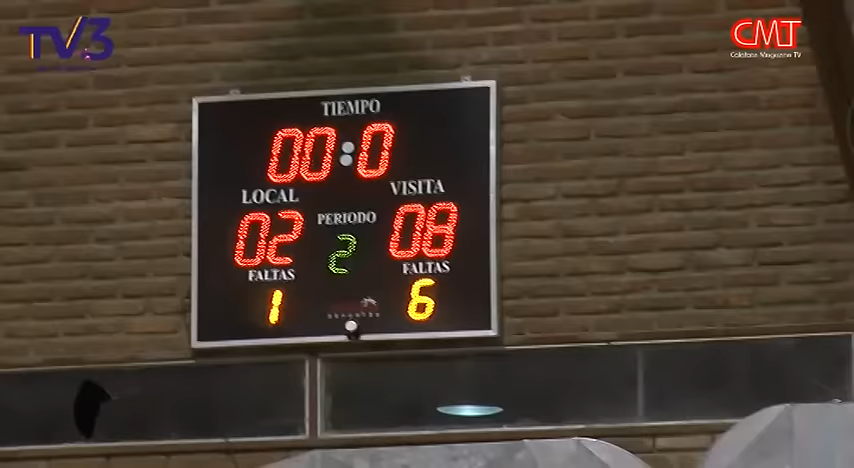 TV3
CMT
Calafate Magazine TV
TIEMPO
00:0
LOCAL VISITA
02 PERIODO 08
2
FALTAS FALTAS
1 6